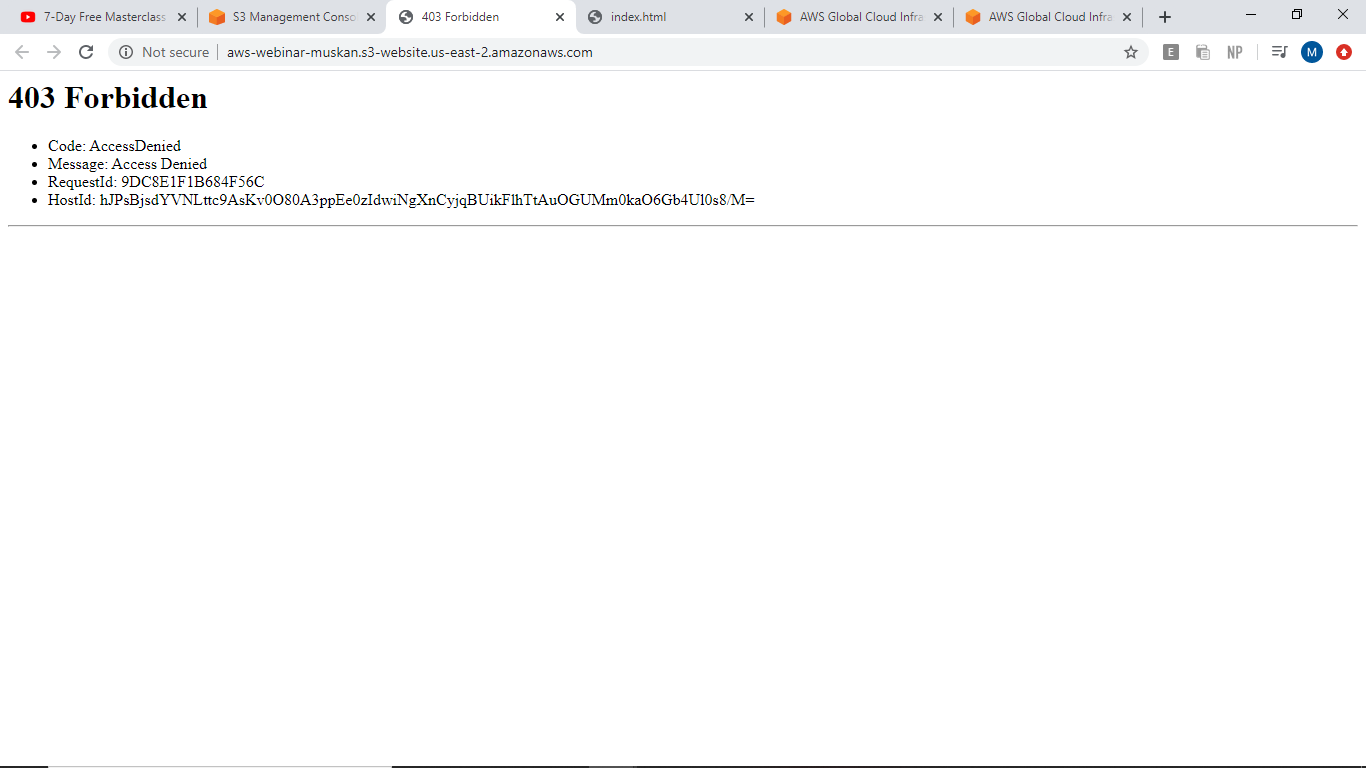 7-Day Free Masterclass
S3 Management Conso
403 Forbidden
index.html
AWS Global Cloud Infra
AWS Global Cloud Infra
Not secure
aws-webinar-muskan.s3-website.us-east-2.amazonaws.com
E
NP
M
403 Forbidden
Code: AccessDenied
Message: Access Denied
RequestId: 9DC8E1F1B684F56C
HostId: hJPsBjsdYVNLttc9AsKv0O80A3ppEe0zIdwiNgXnCyjqBUikFlhTtAuOGUMm0kaO6Gb4Ul0s8/M=